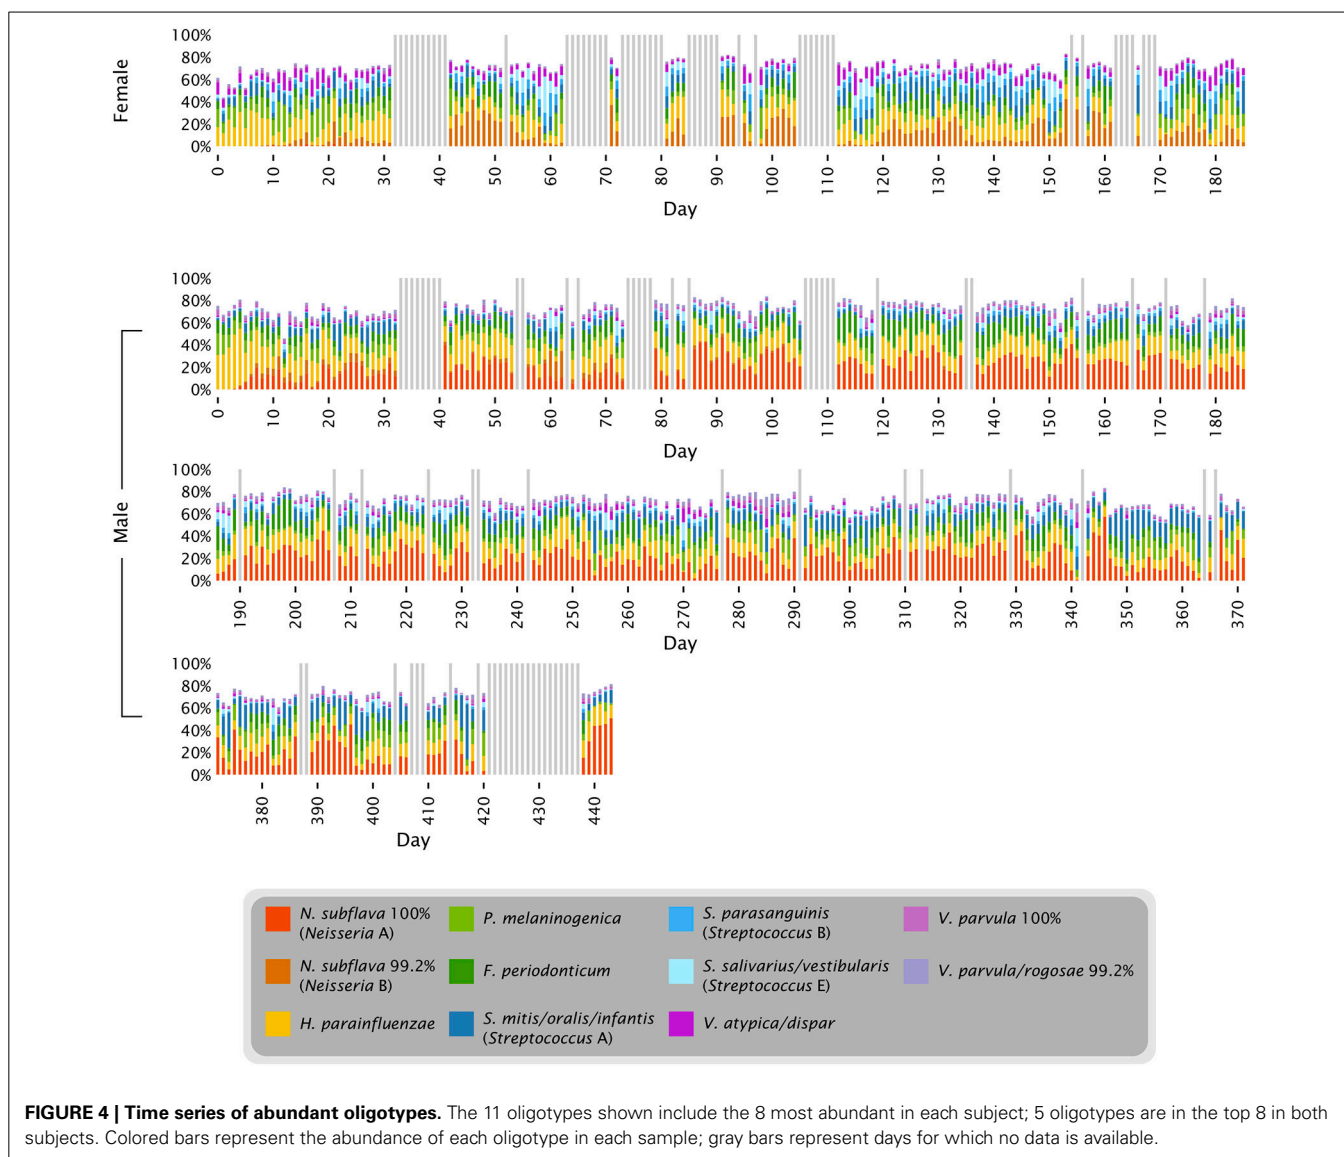 100%
80%
60%
40%
20%
0%
Female
0 10 20 30 40 50 60 70 80 90 100 110 120 130 140 150 160 170 180
Day
100%
80%
60%
40%
20%
0%
0 10 20 30 40 50 60 70 80 90 100 110 120 130 140 150 160 170 180
Day
Male
100%
80%
60%
40%
20%
0%
190 200 210 220 230 240 250 260 270 280 290 300 310 320 330 340 350 360 370
Day
100%
80%
60%
40%
20%
0%
380 390 400 410 420 430 440
Day
N. subflava 100%
(Neisseria A)
N. subflava 99.2%
(Neisseria B)
H. parainfluenzae
P. melaninogenica
F. periodonticum
S. mitis/oralis/infantis
(Streptococcus A)
S. parasanguinis
(Streptococcus B)
S. salivarius/vestibularis
(Streptococcus E)
V. atypica/dispar
V. parvula 100%
V. parvula/rogosae 99.2%
FIGURE 4 | Time series of abundant oligotypes. The 11 oligotypes shown include the 8 most abundant in each subject; 5 oligotypes are in the top 8 in both
subjects. Colored bars represent the abundance of each oligotype in each sample; gray bars represent days for which no data is available.